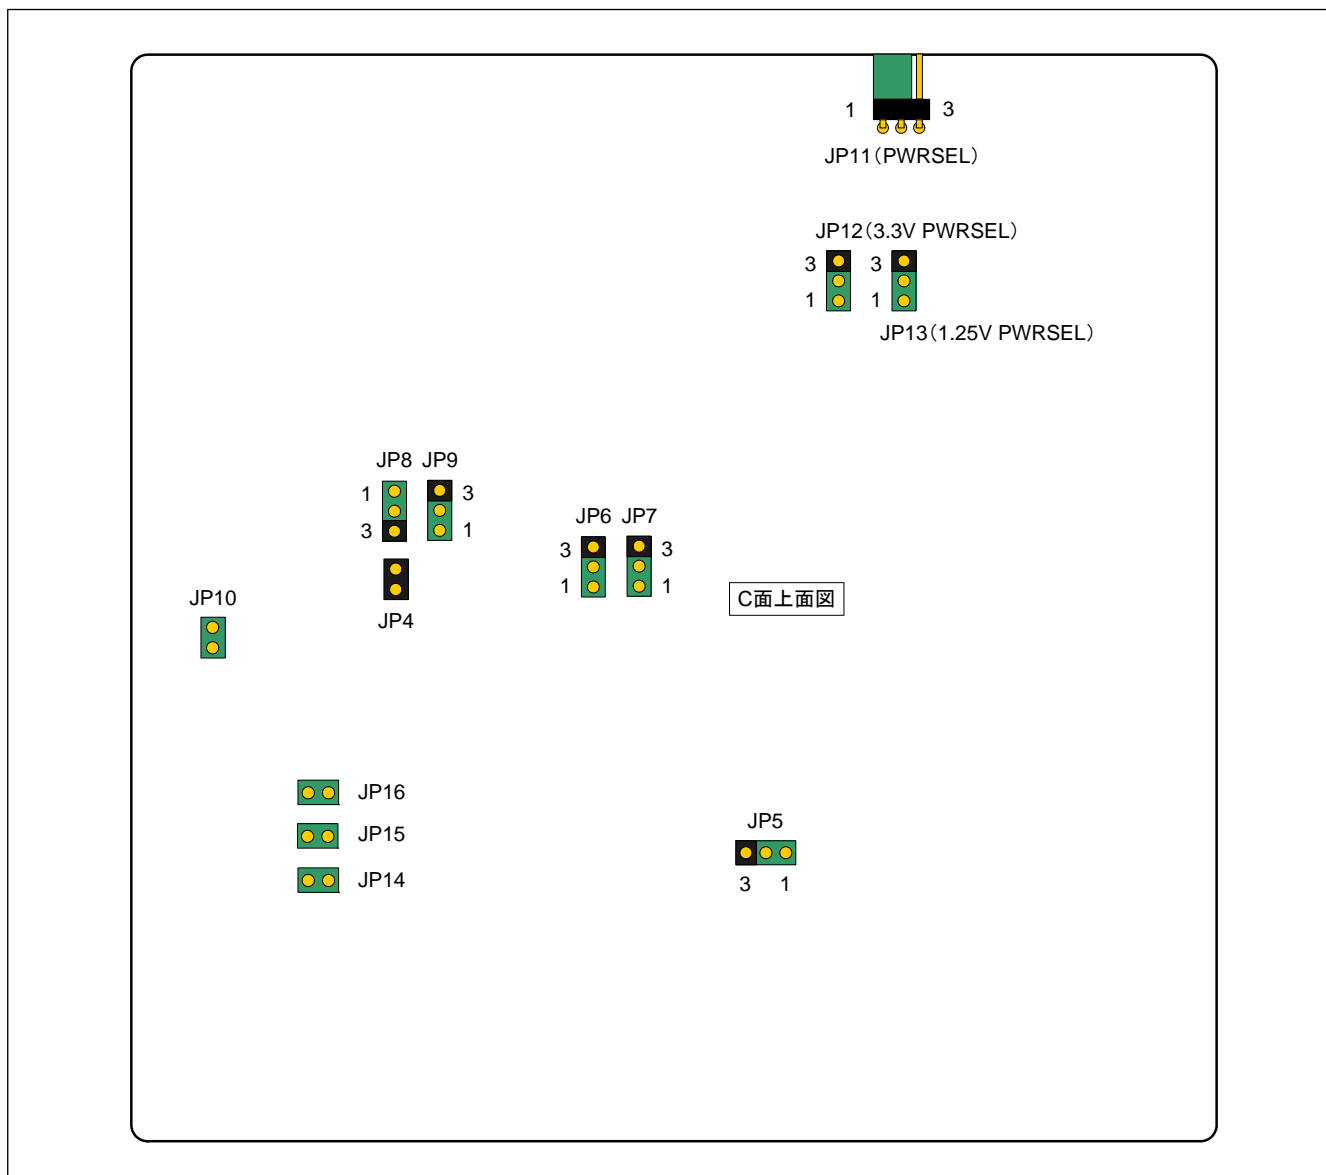 1 3
JP11(PWRSEL)
JP12(3.3V PWRSEL)
3 3
1 1
JP13(1.25V PWRSEL)
JP8 JP9
1 3
3 1
JP6 JP7
3 3
1 1
C面上面図
JP10
JP4
JP16
JP15
JP14
JP5
3 1